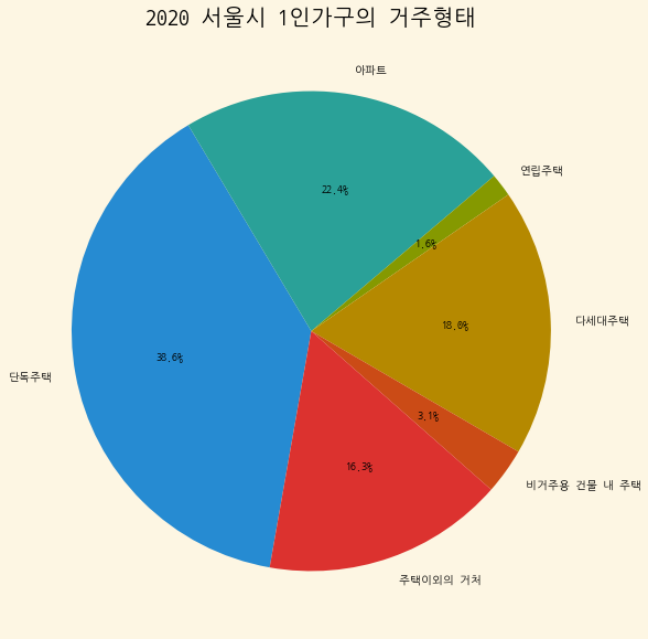 2020 서울시 1인가구의 거주형태
아파트
연립주택
22.4%
1.6%
다세대주택
18.0%
38.6%
단독주택
3.1%
16.3%
비거주용 건물 내 주택
주택이외의 거처